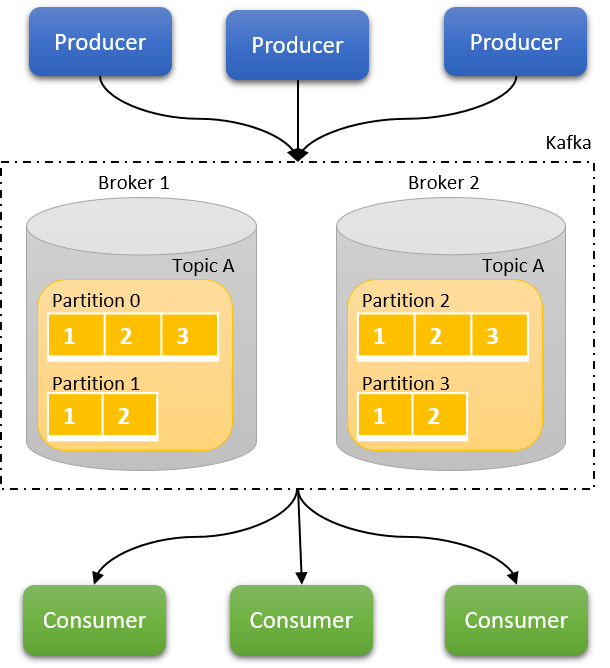 Producer
Producer
Producer
Kafka
Broker 1
Broker 2
Topic A
Topic A
Partition 0
1 2 3
Partition 1
1 2
Partition 2
1 2 3
Partition 3
1 2
Consumer
Consumer
Consumer